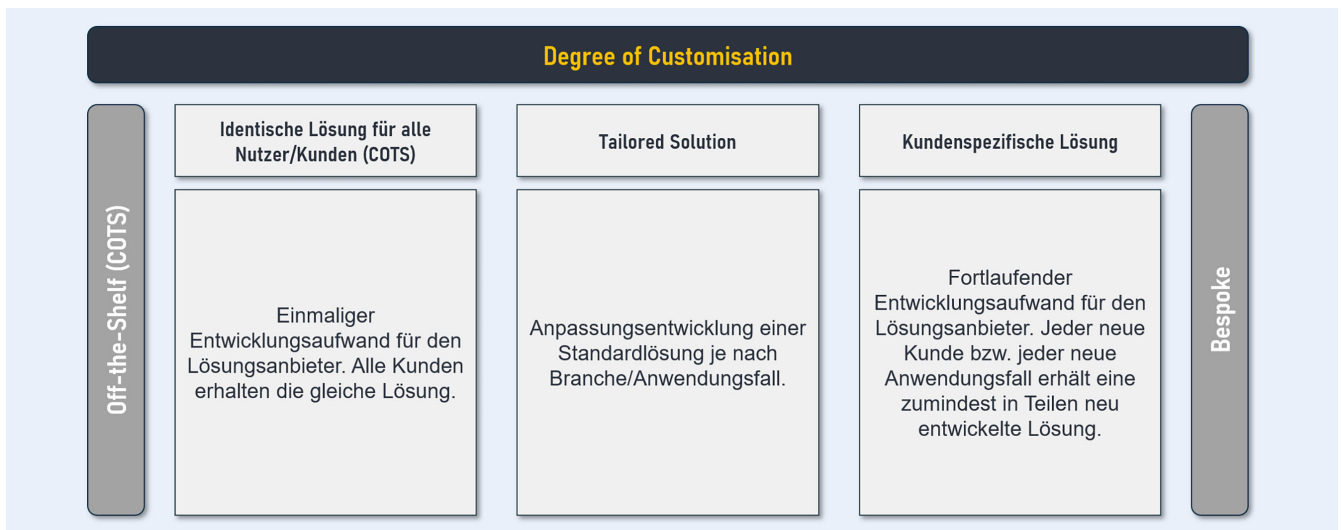 Degree of Customisation
Off-the-Shelf (COTS)
Identische Lösung für alle
Nutzer/Kunden (COTS)
Einmaliger
Entwicklungsaufwand für den
Lösungsanbieter. Alle Kunden
erhalten die gleiche Lösung.
Tailored Solution
Anpassungsentwicklung einer
Standardlösung je nach
Branche/Anwendungsfall.
Kundenspezifische Lösung
Fortlaufender
Entwicklungsaufwand für den
Lösungsanbieter. Jeder neue
Kunde bzw. jeder neue
Anwendungsfall erhält eine
zumindest in Teilen neu
entwickelte Lösung.
Bespoke